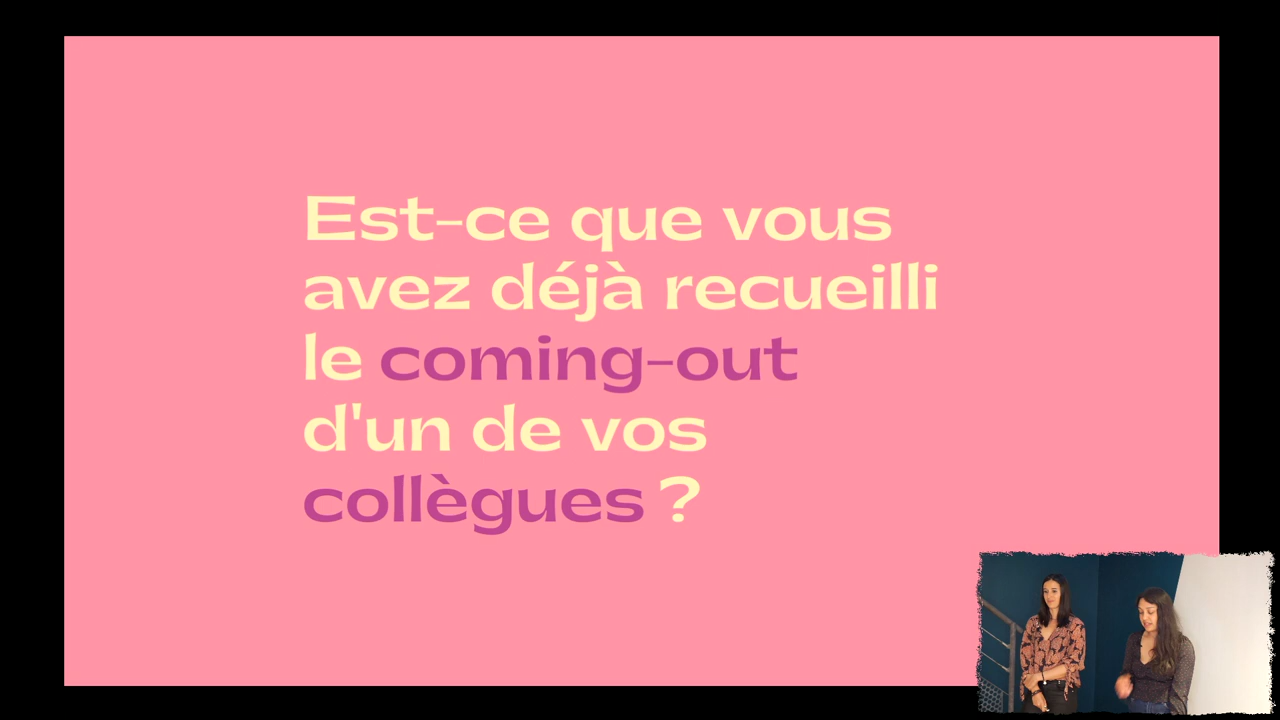 Est-ce que vous
avez déjà recueilli
le coming-out
d'un de vos
collègues ?